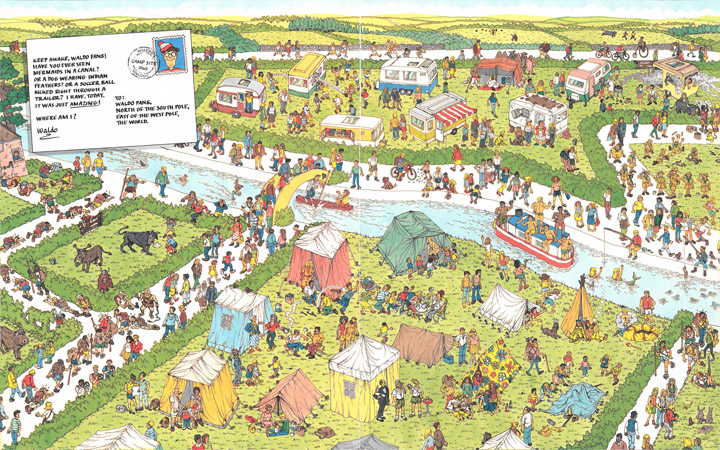 KEEP AWAKE, WALDO FANS!
HAVE YOU EVER SEEN
MERMAIDS IN A CANAL?
OR A DOG WEARING INDIAN
FEATHERS? OR A SOCCER BALL
KICKED RIGHT THROUGH A
TRAILER? I HAVE, TODAY.
IT WAS JUST AMAZING!
WHERE AM I?
Waldo
CAMP SITE
TO:
WALDO FANS,
NORTH OF THE SOUTH POLE,
EAST OF THE WEST POLE,
THE WORLD.